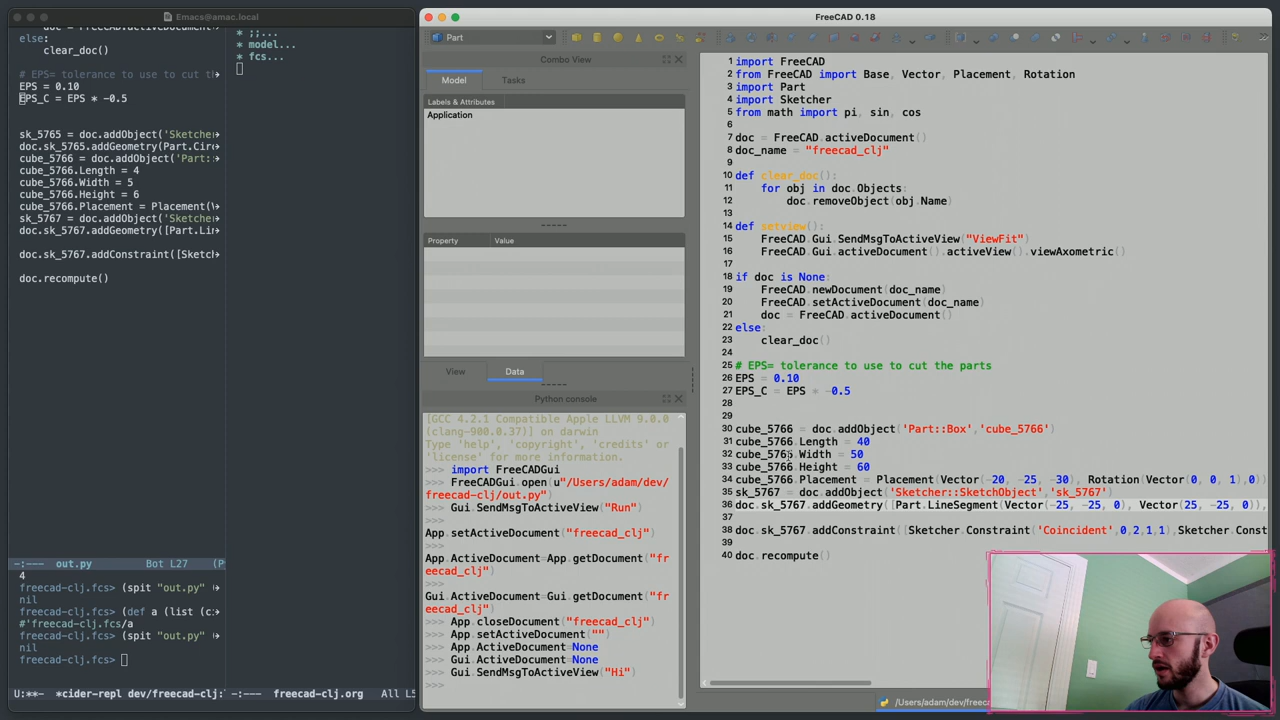 Emacs@amac.local
else:
clear_doc()
# EPS= tolerance to use to cut th
EPS = 0.10
EPS_C = EPS * -0.5
sk_5765 = doc.addObject('Sketcher
doc.sk_5765.addGeometry(Part.Cir
cube_5766 = doc.addObject('Part::
cube_5766.Length = 4
cube_5766.Width = 5
cube_5766.Height = 6
cube_5766.Placement = Placement(V
sk_5767 = doc.addObject('Sketcher
doc.sk_5767.addGeometry([Part.Li
doc.sk_5767.addConstraint([Sketc
doc.recompute()
-:--- out.py Bot L27 (P
4
freecad-clj.fcs> (spit "out.py"
nil
freecad-clj.fcs> (def a (list (c
#'freecad-clj.fcs/a
freecad-clj.fcs> (spit "out.py"
nil
freecad-clj.fcs>
U:**- *cider-repl dev/freecad-clj:
* ;;...
* model...
* fcs...
-:--- freecad-clj.org All L5
FreeCAD 0.18
Part
Combo View
Model Tasks
Labels & Attributes
Application
Property Value
View Data
Python console
[GCC 4.2.1 Compatible Apple LLVM 9.0.0
(clang-900.0.37)] on darwin
Type 'help', 'copyright', 'credits' or
'license' for more information.
>>> import FreeCADGui
>>> FreeCADGui.open(u"/Users/adam/dev/
freecad-clj/out.py")
>>> Gui.SendMsgToActiveView("Run")
>>>
App.setActiveDocument("freecad_clj")
>>>
App.ActiveDocument=App.getDocument("fr
eecad_clj")
>>>
Gui.ActiveDocument=Gui.getDocument("fr
eecad_clj")
>>> App.closeDocument("freecad_clj")
>>> App.setActiveDocument("")
>>> App.ActiveDocument=None
>>> Gui.ActiveDocument=None
>>> Gui.SendMsgToActiveView("Hi")
>>>
1 import FreeCAD
2 from FreeCAD import Base, Vector, Placement, Rotation
3 import Part
4 import Sketcher
5 from math import pi, sin, cos
6
7 doc = FreeCAD.activeDocument()
8 doc_name = "freecad_clj"
9
10 def clear_doc():
11 for obj in doc.Objects:
12 doc.removeObject(obj.Name)
13
14 def setview():
15 FreeCAD.Gui.SendMsgToActiveView("ViewFit")
16 FreeCAD.Gui.activeDocument().activeView().viewAxometric()
17
18 if doc is None:
19 FreeCAD.newDocument(doc_name)
20 FreeCAD.setActiveDocument(doc_name)
21 doc = FreeCAD.activeDocument()
22 else:
23 clear_doc()
24
25 # EPS= tolerance to use to cut the parts
26 EPS = 0.10
27 EPS_C = EPS * -0.5
28
29
30 cube_5766 = doc.addObject('Part::Box','cube_5766')
31 cube_5766.Length = 40
32 cube_5766.Width = 50
33 cube_5766.Height = 60
34 cube_5766.Placement = Placement(Vector(-20, -25, -30), Rotation(Vector(0, 0, 1),0)
35 sk_5767 = doc.addObject('Sketcher::SketchObject','sk_5767')
36 doc.sk_5767.addGeometry([Part.LineSegment(Vector(-25, -25, 0), Vector(25, -25, 0)),
37
38 doc.sk_5767.addConstraint([Sketcher.Constraint('Coincident',0,2,1,1),Sketcher.Const
39
40 doc.recompute()
/Users/adam/dev/freec